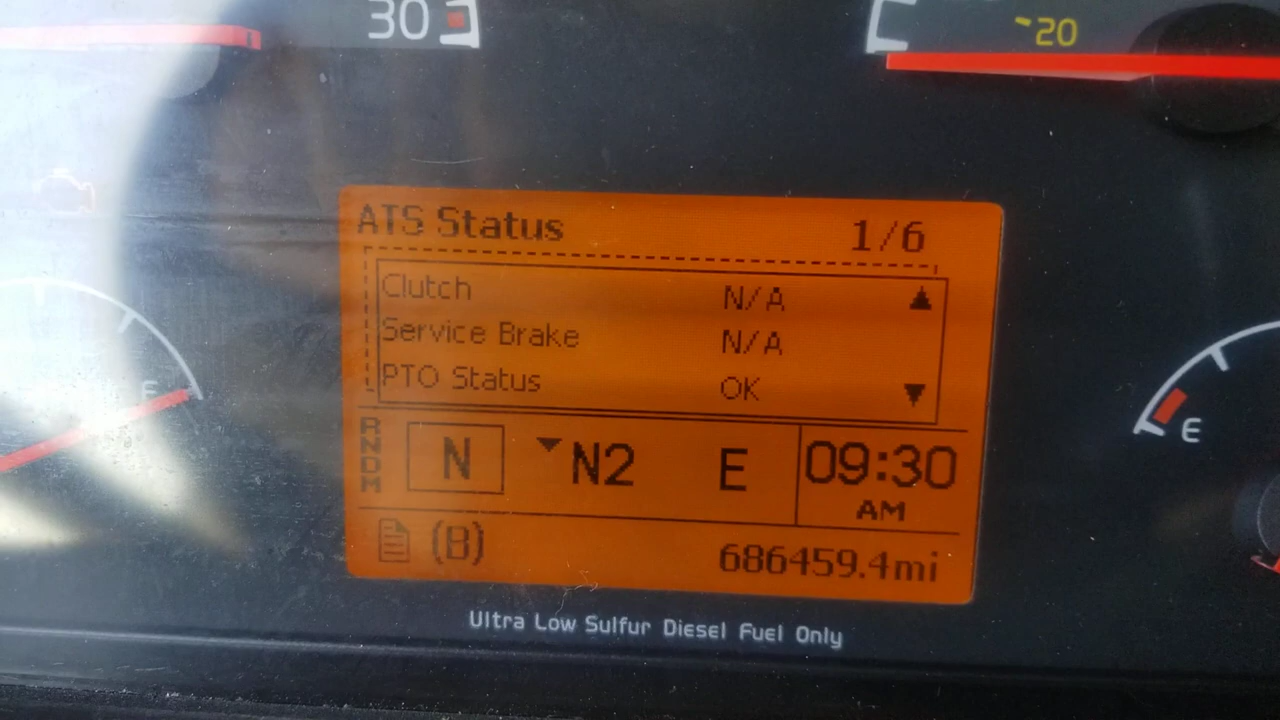 30
-20
ATS Status 1/6
Clutch N/A ▲
Service Brake N/A
PTO Status OK ▼
E
E
RNDM N ▼N2 E 09:30
AM
(B) 686459.4mi
Ultra Low Sulfur Diesel Fuel Only